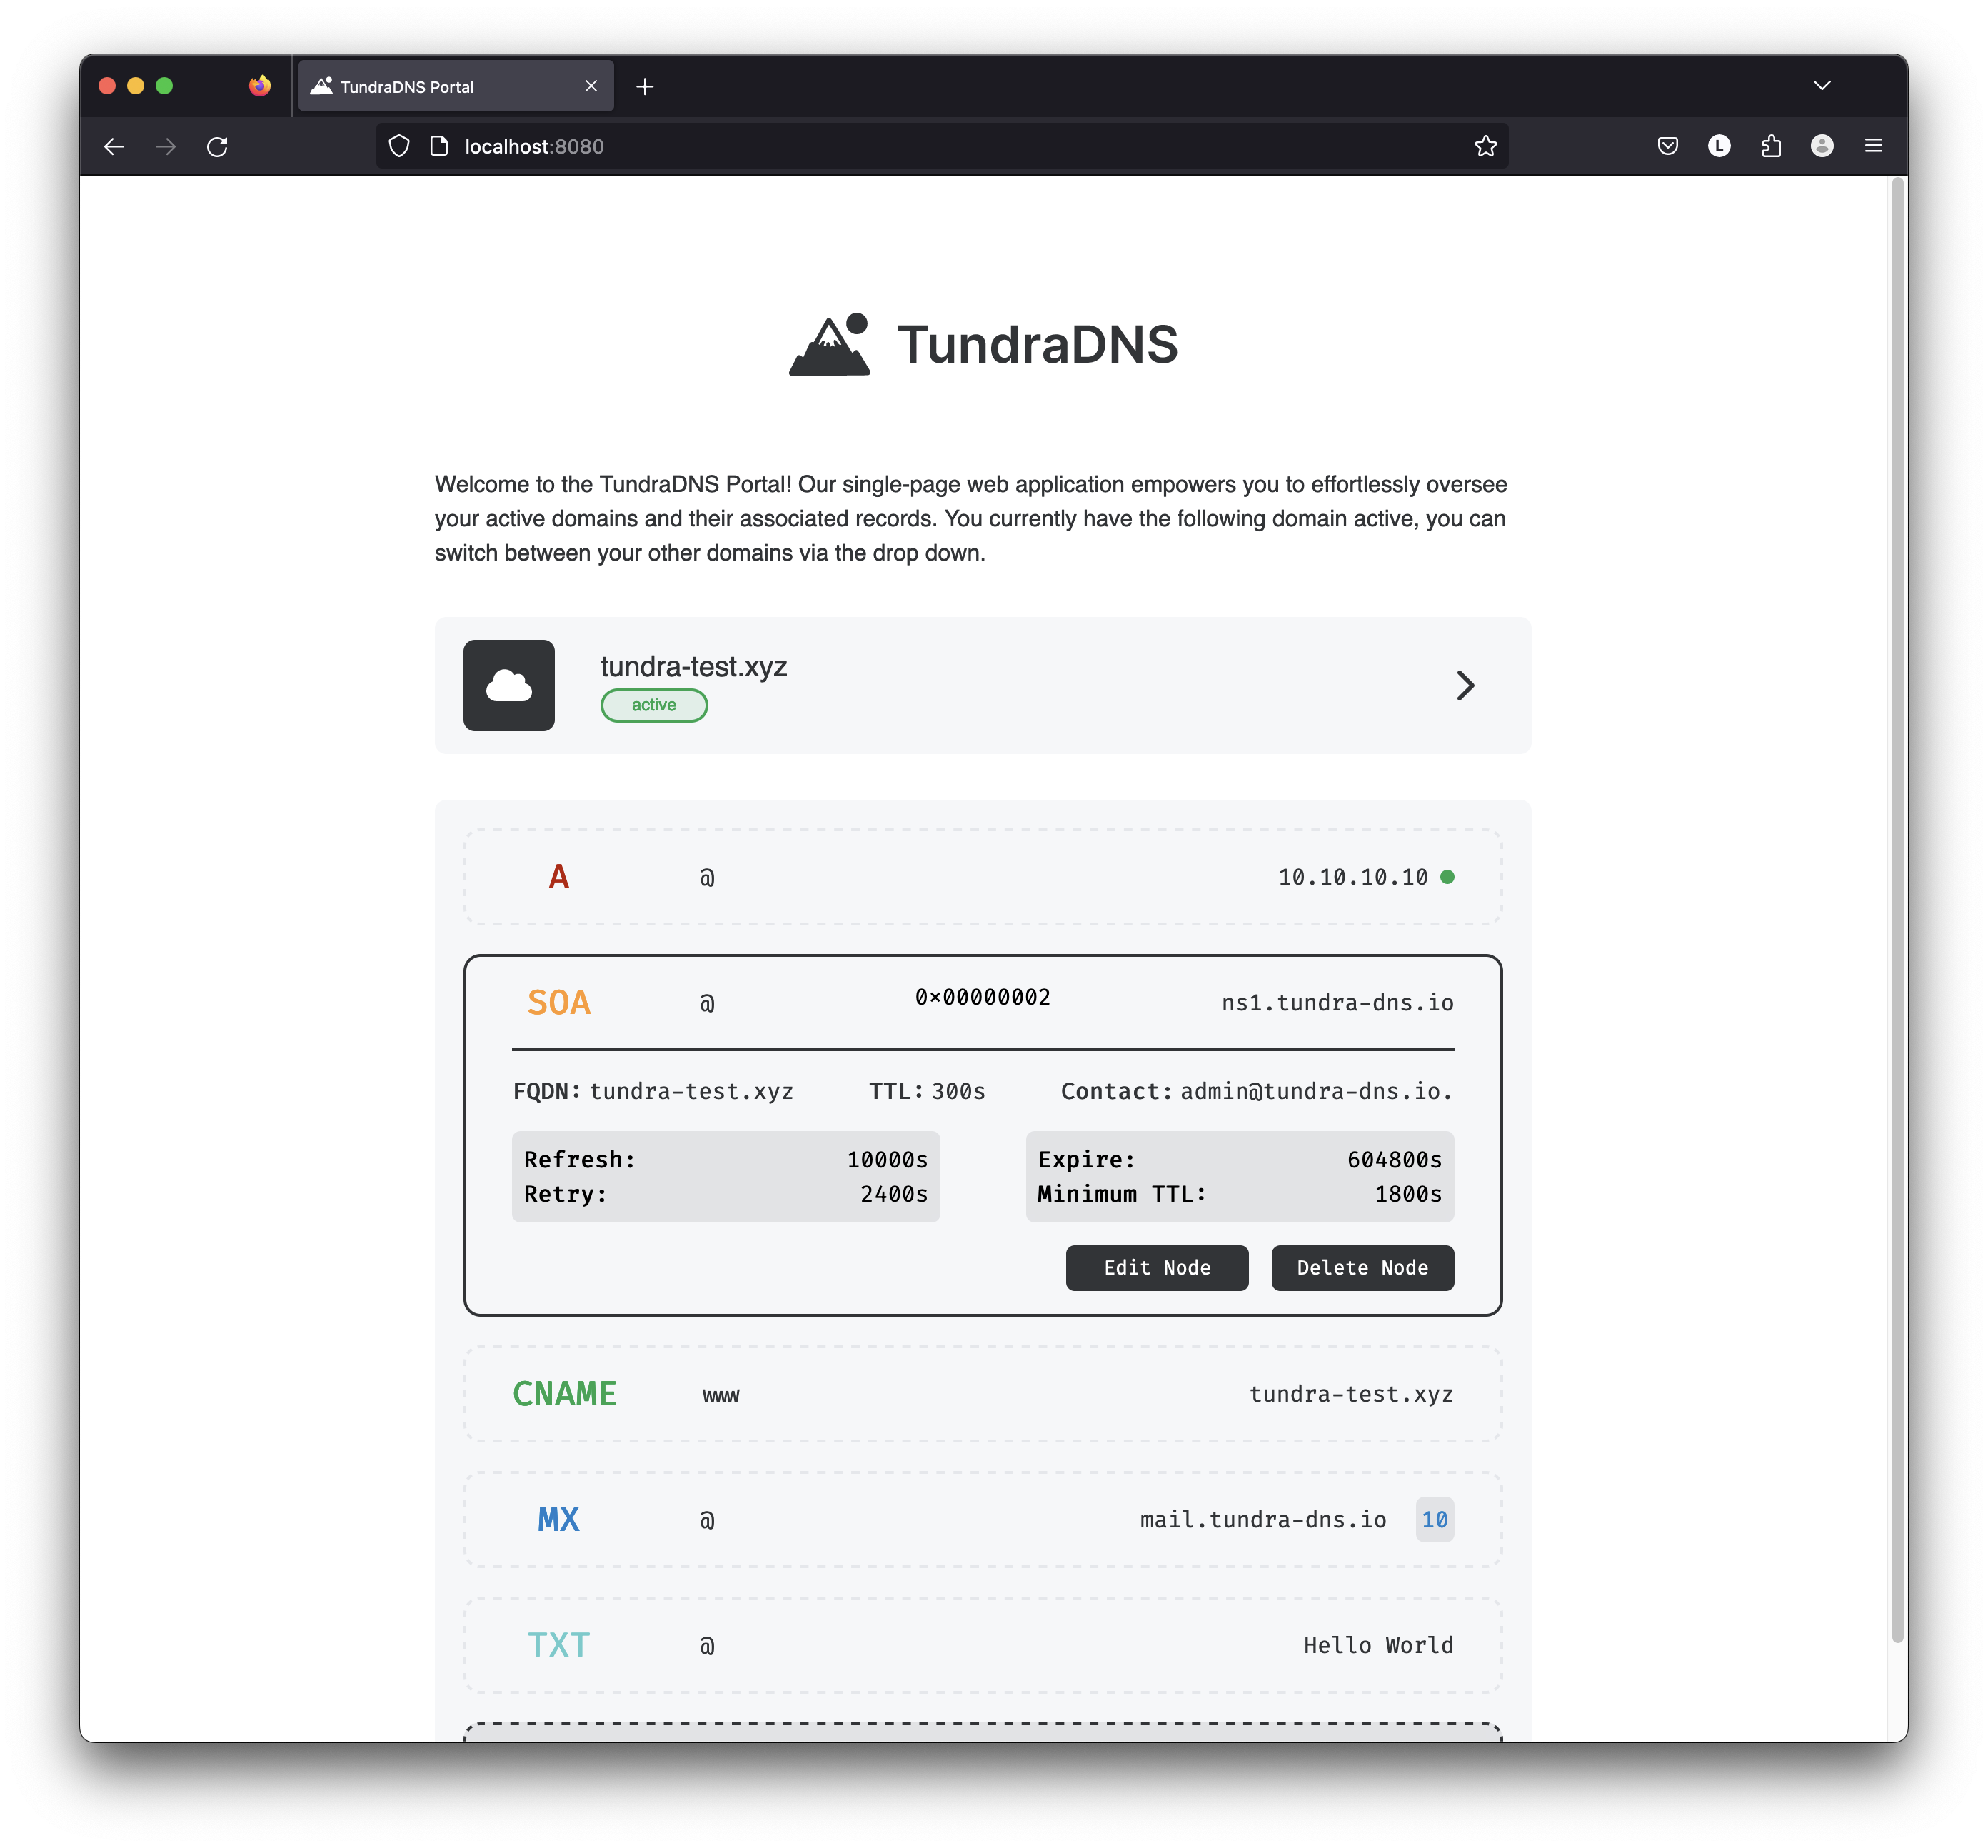 TundraDNS Portal
localhost:8080
L
TundraDNS
Welcome to the TundraDNS Portal! Our single-page web application empowers you to effortlessly oversee
your active domains and their associated records. You currently have the following domain active, you can
switch between your other domains via the drop down.
tundra-test.xyz
active
A @ 10.10.10.10
SOA @ 0×00000002 ns1.tundra-dns.io
FQDN: tundra-test.xyz TTL: 300s Contact: admin@tundra-dns.io.
Refresh: 10000s Expire: 604800s
Retry: 2400s Minimum TTL: 1800s
Edit Node Delete Node
CNAME www tundra-test.xyz
MX @ mail.tundra-dns.io 10
TXT @ Hello World